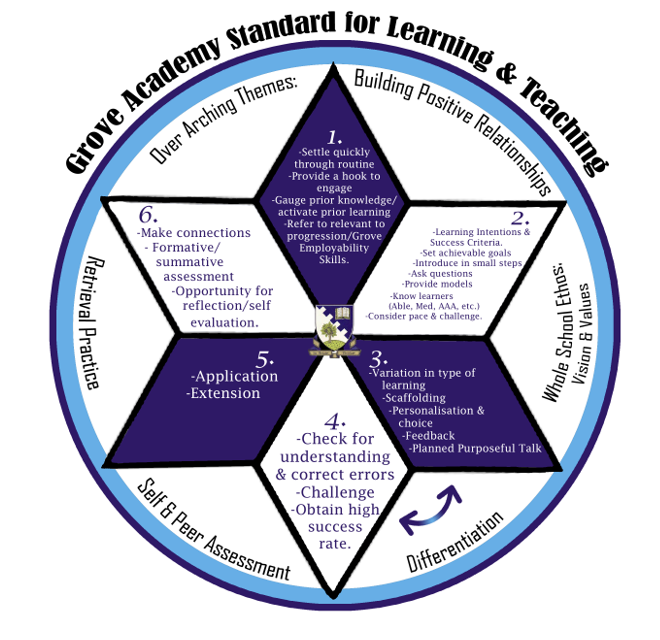 Grove Academy Standard for Learning & Teaching
Over Arching Themes:
Building Positive Relationships
Whole School Ethos:
Vision & Values
Differentiation
Self & Peer Assessment
Retrieval Practice
1.
-Settle quickly
through routine
-Provide a hook to
engage
-Gauge prior knowledge/
activate prior learning
-Refer to relevant to
progression/Grove
Employability
Skills.
2.
-Learning Intentions &
Success Criteria.
-Set achievable goals
-Introduce in small steps
-Ask questions
-Provide models
-Know learners
(Able, Med, AAA, etc.)
-Consider pace & challenge.
3.
-Variation in type of
learning
-Scaffolding
-Personalisation &
choice
-Feedback
-Planned Purposeful Talk
4.
-Check for
understanding
& correct errors
-Challenge
-Obtain high
success
rate.
5.
-Application
-Extension
6.
-Make connections
- Formative/
summative
assessment
-Opportunity for
reflection/self
evaluation.